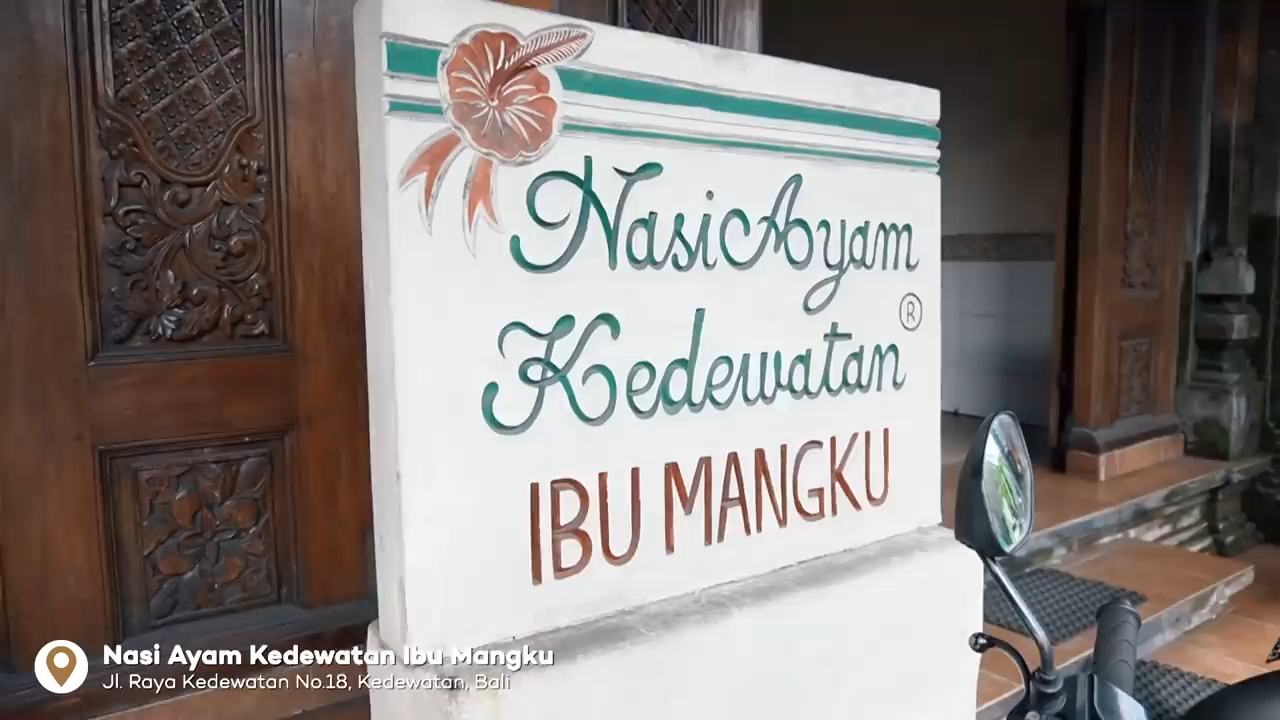 Nasi Ayam
Kedewatan ®
IBU MANGKU
Nasi Ayam Kedewatan Ibu Mangku
Jl. Raya Kedewatan No.18, Kedewatan, Bali